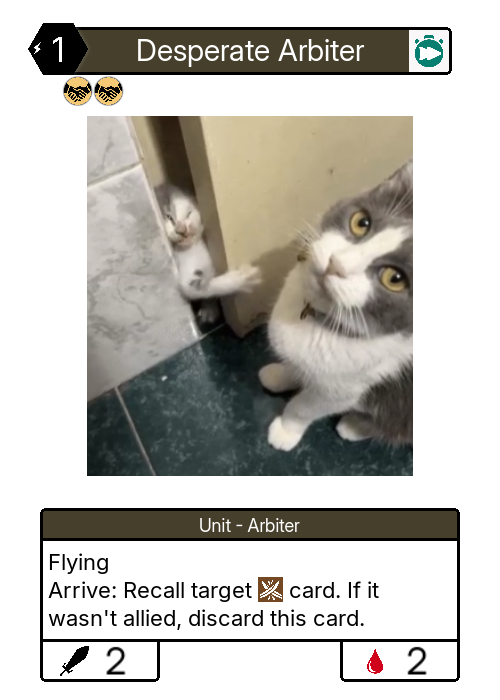 1
Desperate Arbiter
Unit - Arbiter
Flying
Arrive: Recall target card. If it
wasn't allied, discard this card.
2
2